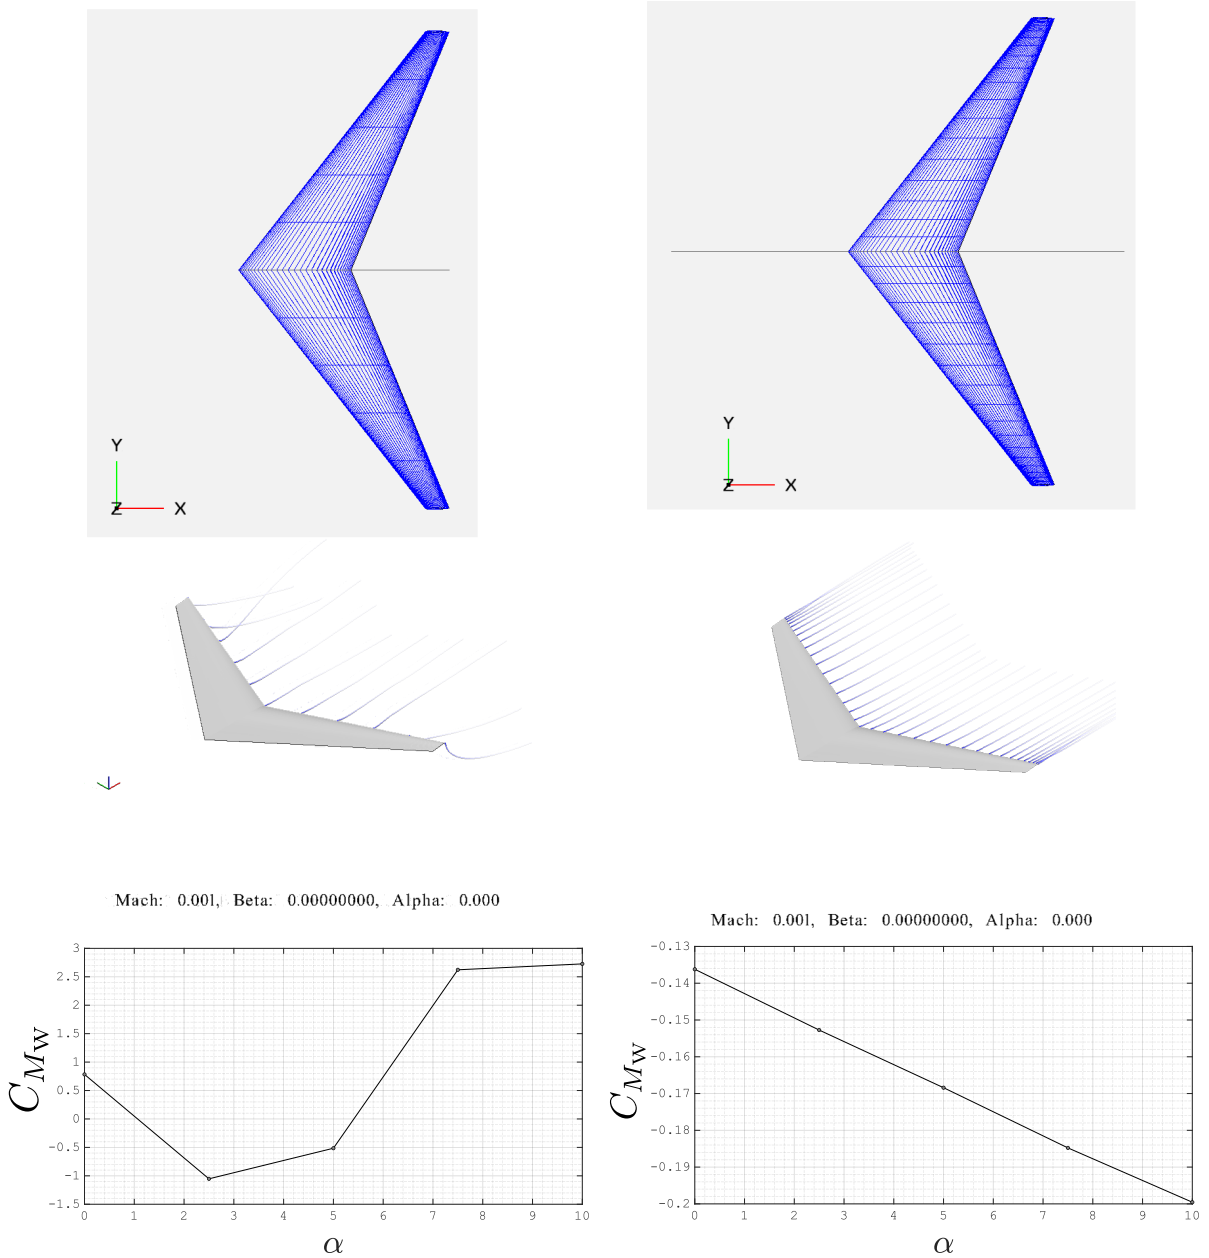 Y
Z X
Y
Z X
Mach: 0.001, Beta: 0.00000000, Alpha: 0.000
3
2.5
2
1.5
1
0.5
0
-0.5
-1
-1.5
0 1 2 3 4 5 6 7 8 9 10
C_{M_W}
α
Mach: 0.001, Beta: 0.00000000, Alpha: 0.000
-0.13
-0.14
-0.15
-0.16
-0.17
-0.18
-0.19
-0.2
0 1 2 3 4 5 6 7 8 9 10
C_{M_W}
α